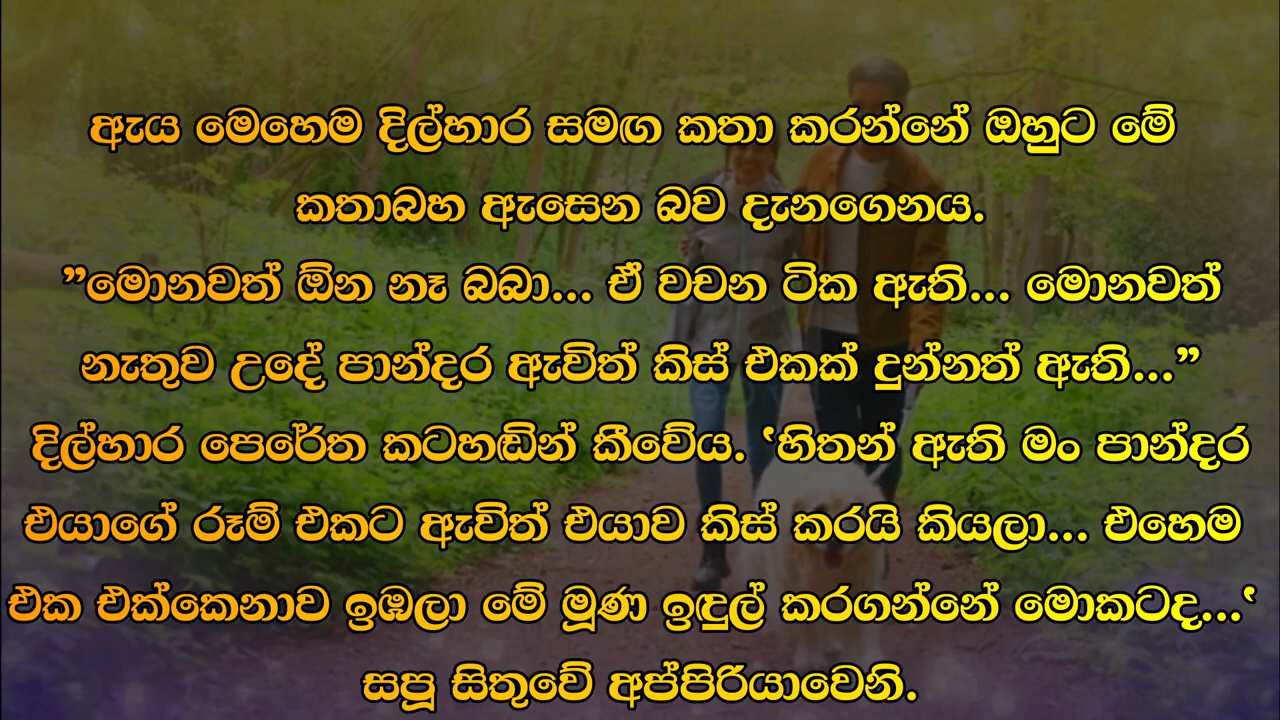 ඇය මෙහෙම දිල්හාර සමඟ කතා කරන්නේ ඔහුට මේ
කතාබහ ඇසෙන බව දැනගෙනය.
”මොනවත් ඕන නෑ බබා... ඒ වචන ටික ඇති... මොනවත්
නැතුව උදේ පාන්දර ඇවිත් කිස් එකක් දුන්නත් ඇති...”
දිල්හාර පෙරේත කටහඬින් කීවේය. ‛හිතන් ඇති මං පාන්දර
එයාගේ රූම් එකට ඇවිත් එයාව කිස් කරයි කියලා... එහෙම
එක එක්කෙනාව ඉඹලා මේ මූණ ඉඳුල් කරගන්නේ මොකටද...‛
සපූ සිතුවේ අප්පිරියාවෙනි.